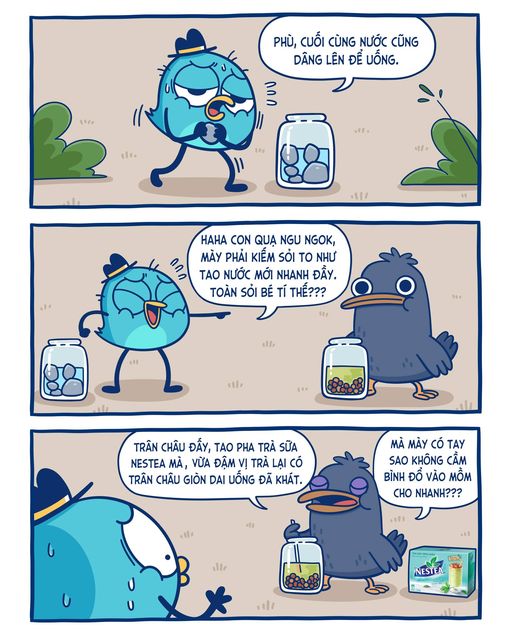 PHÙ, CUỐI CÙNG NƯỚC CŨNG
DÂNG LÊN ĐỂ UỐNG.
HAHA CON QUẠ NGU NGOK,
MÀY PHẢI KIẾM SỎI TO NHƯ
TAO NƯỚC MỚI NHANH ĐẦY.
TOÀN SỎI BÉ TÍ THẾ???
TRÂN CHÂU ĐẤY, TAO PHA TRÀ SỮA
NESTEA MÀ, VỪA ĐẬM VỊ TRÀ LẠI CÓ
TRÂN CHÂU GIÒN DAI UỐNG ĐÃ KHÁT.
MÀ MÀY CÓ TAY
SAO KHÔNG CẦM
BÌNH ĐỔ VÀO MỒM
CHO NHANH???
NESTEA